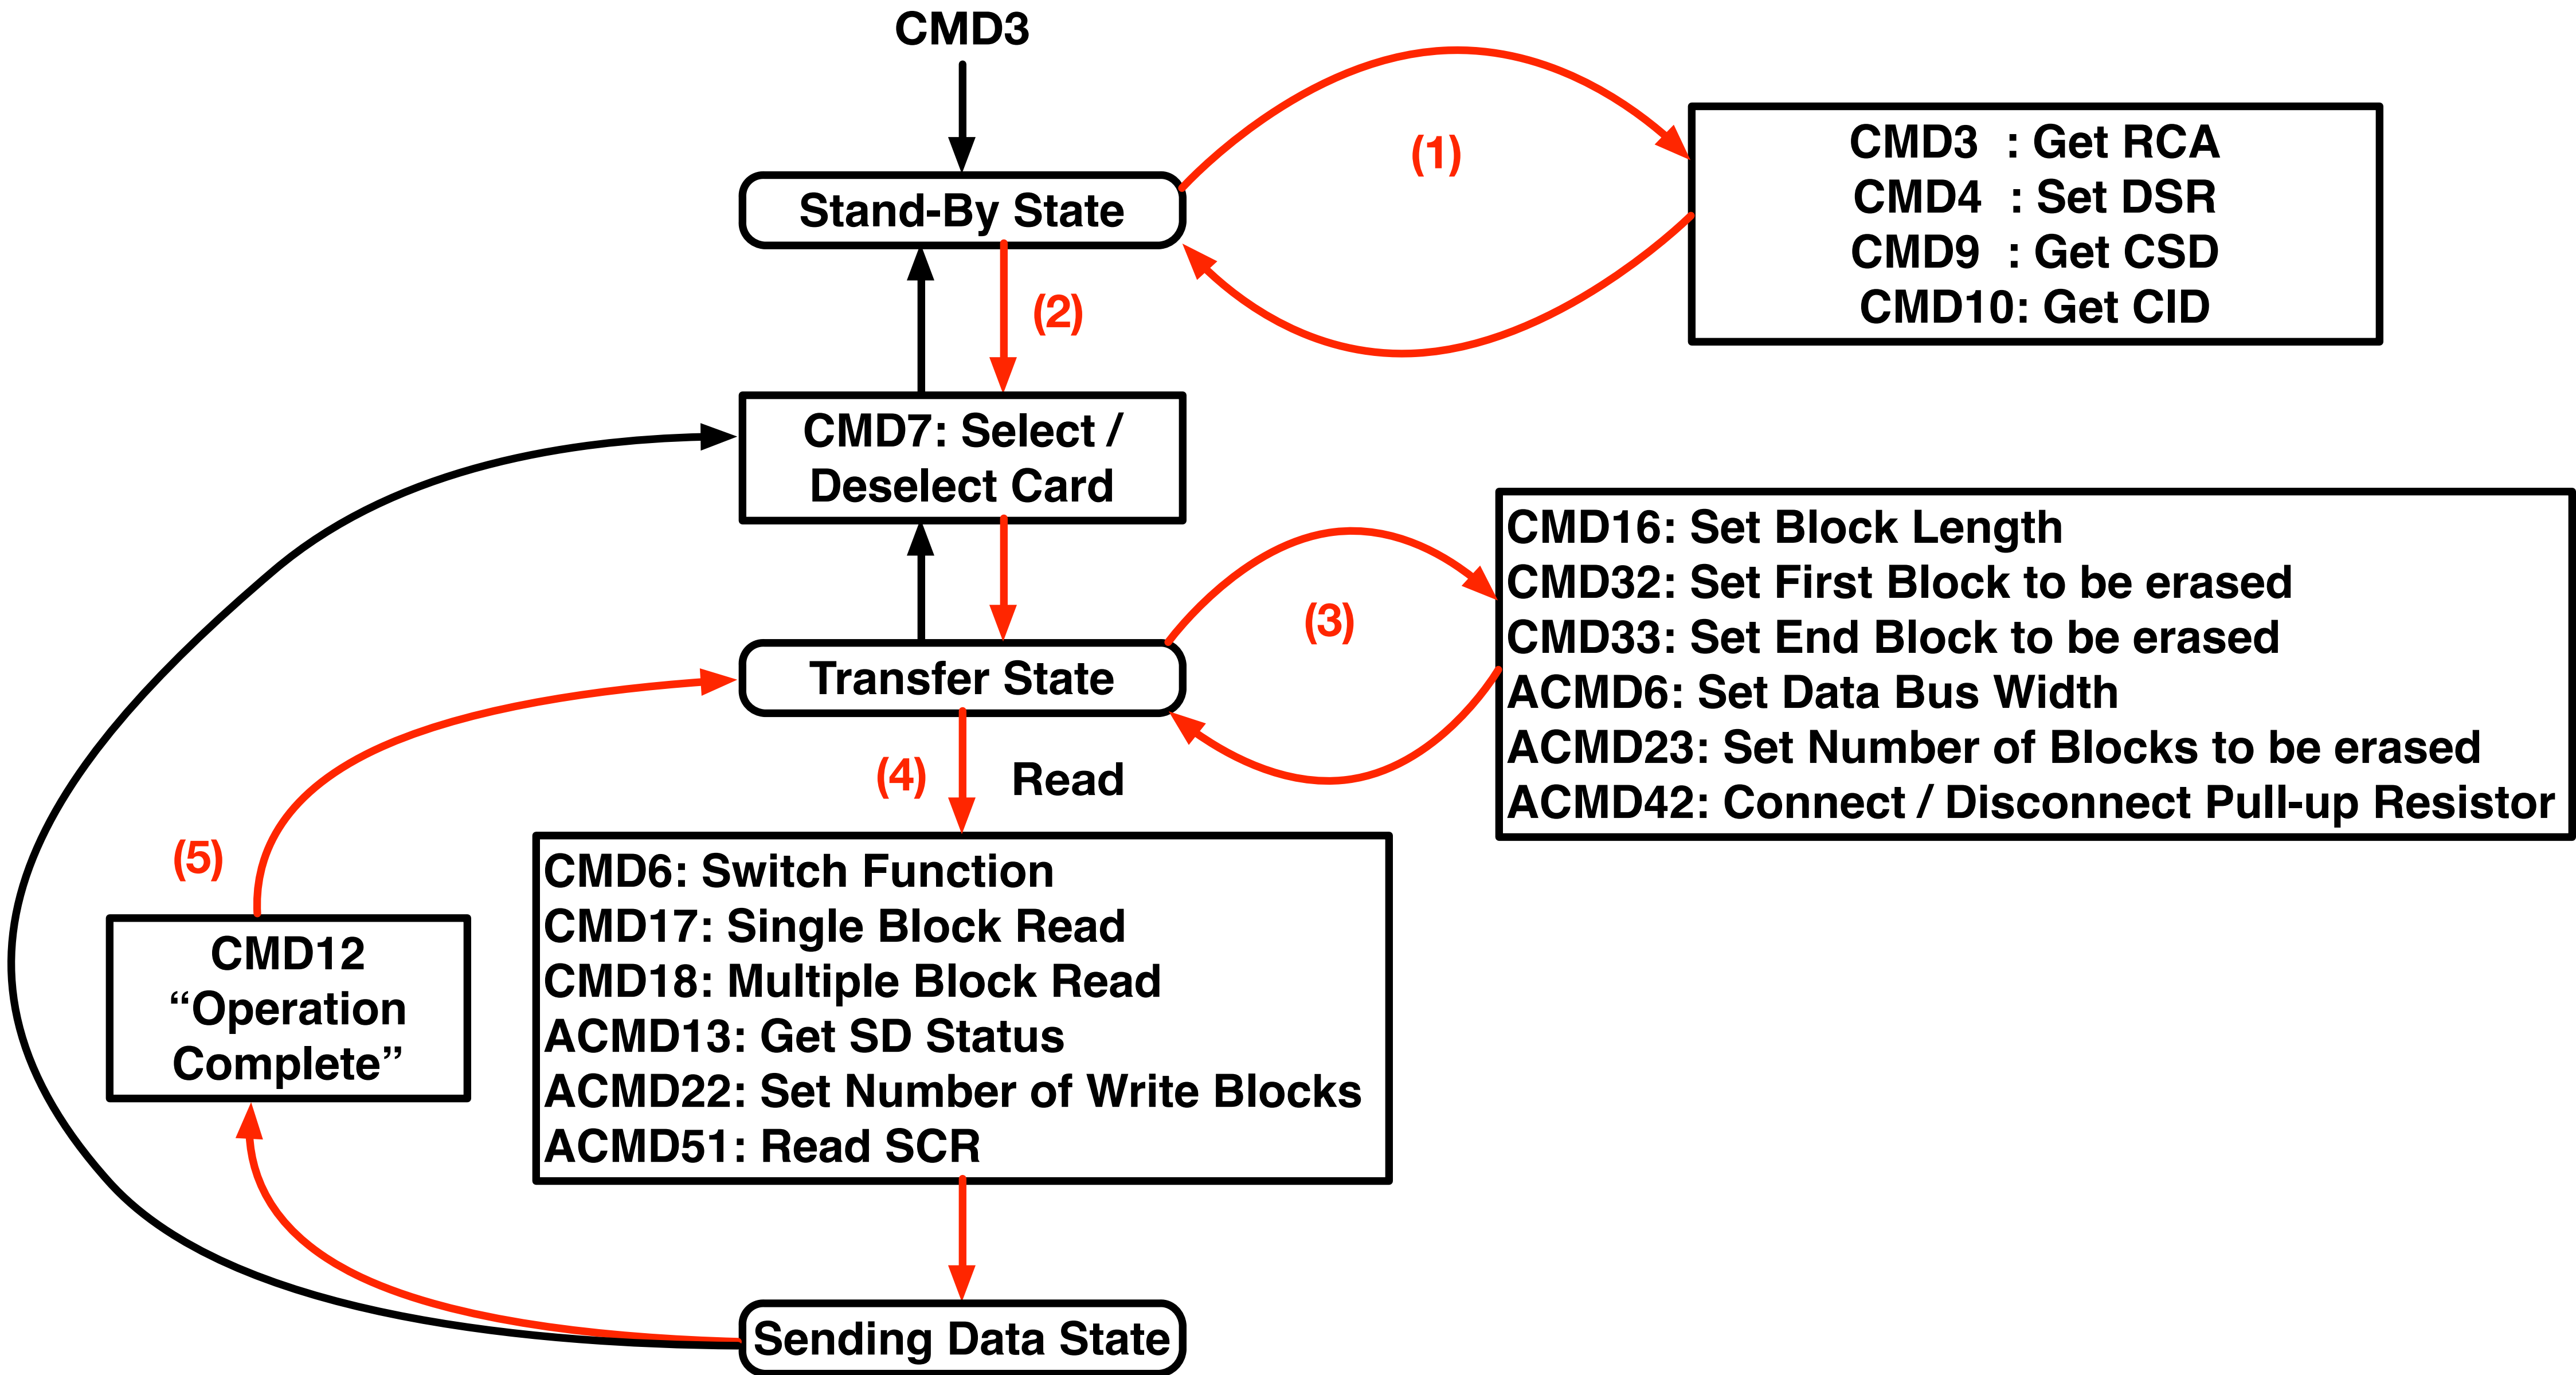 CMD3
(1)
CMD3 : Get RCA
CMD4 : Set DSR
CMD9 : Get CSD
CMD10: Get CID
Stand-By State
(2)
CMD7: Select /
Deselect Card
CMD16: Set Block Length
CMD32: Set First Block to be erased
CMD33: Set End Block to be erased
ACMD6: Set Data Bus Width
ACMD23: Set Number of Blocks to be erased
ACMD42: Connect / Disconnect Pull-up Resistor
(3)
Transfer State
(4)
Read
(5)
CMD6: Switch Function
CMD17: Single Block Read
CMD18: Multiple Block Read
ACMD13: Get SD Status
ACMD22: Set Number of Write Blocks
ACMD51: Read SCR
CMD12
“Operation
Complete”
Sending Data State